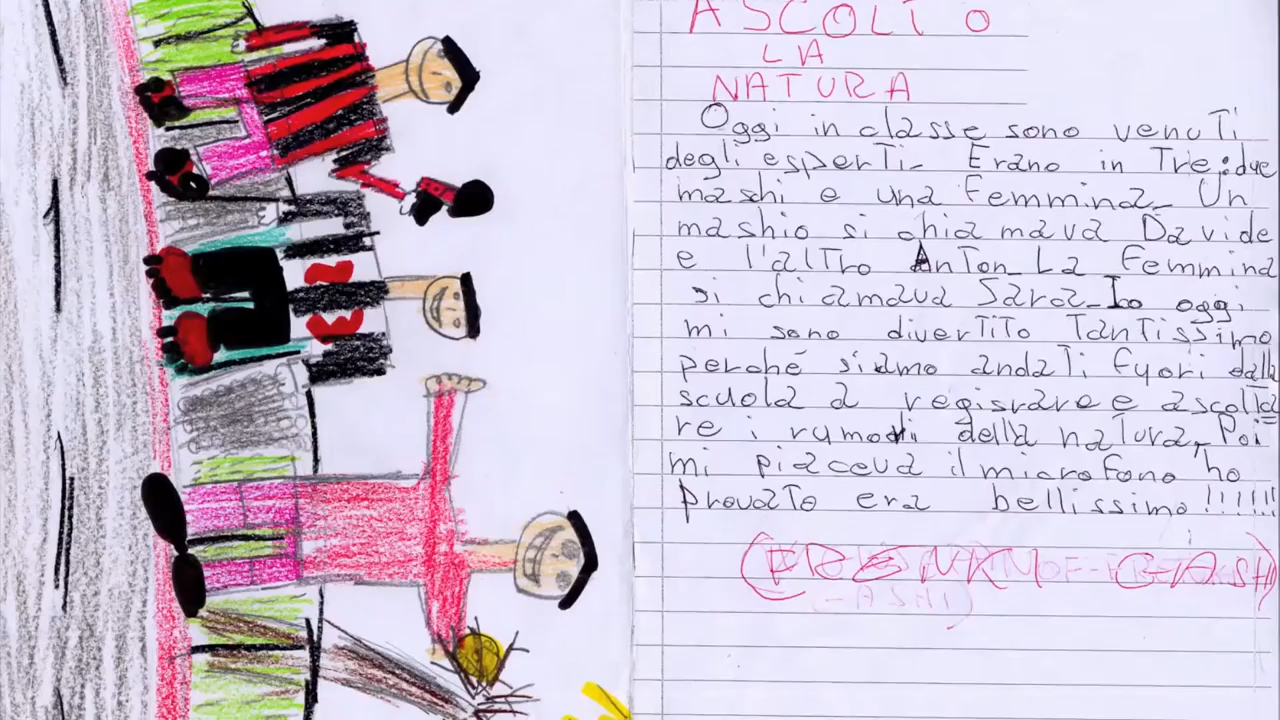 ASCOLTO
LA
NATURA
Oggi in classe sono venuti
degli esperti. Erano in tre: due
maschi e una femmina. Un
mashio si chiamava Davide
e l'altro Anton. La femmina
si chiamava Sara. Io oggi
mi sono divertito tantissimo
perché siamo andati fuori dalla
scuola a regisrare e ascolta
re i rumori della natura, Poi
mi piaceva il microfono ho
provato era bellissimo!!!!!!